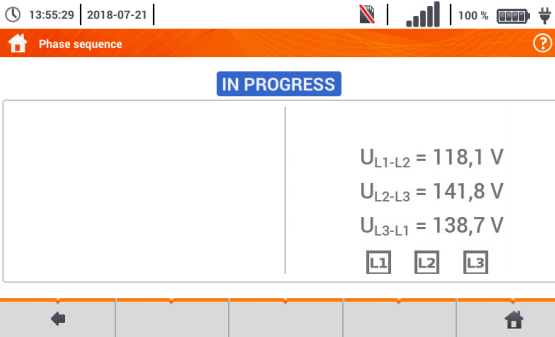 13:55:29 2018-07-21 100 %
Phase sequence ?
IN PROGRESS
UL1-L2 = 118,1 V
UL2-L3 = 141,8 V
UL3-L1 = 138,7 V
L1 L2 L3